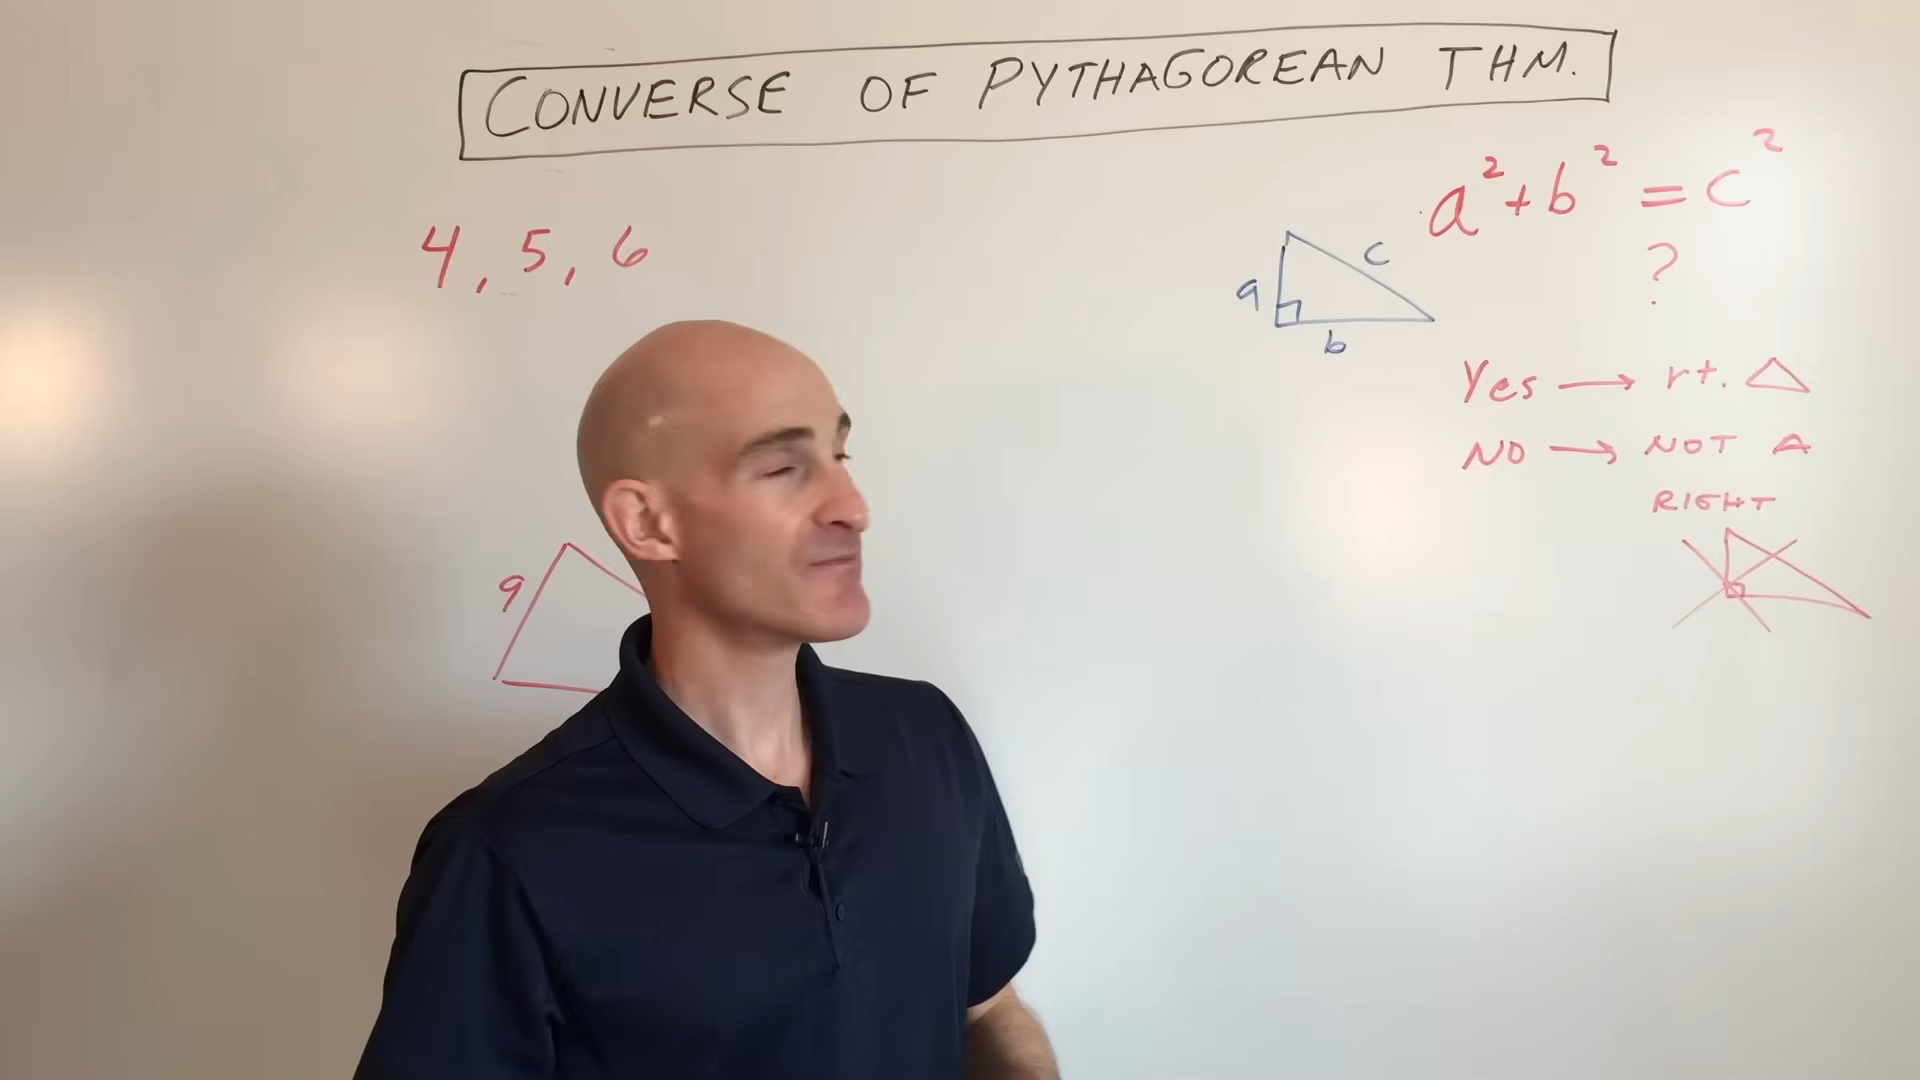 CONVERSE OF PYTHAGOREAN THM.
a² + b² = c²
?
4, 5, 6
a
c
b
Yes → rt. △
NO → NOT A
RIGHT
9